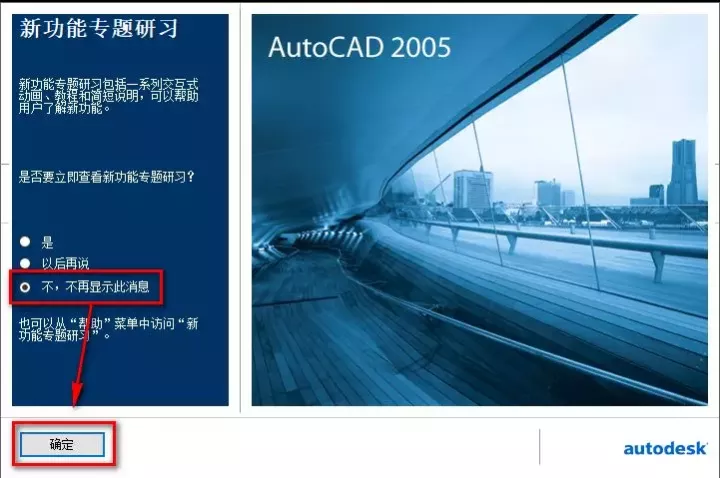 新功能专题研习
新功能专题研习包括一系列交互式
动画、教程和简短说明，可以帮助
用户了解新功能。
是否要立即查看新功能专题研习？
是
以后再说
不，不再显示此消息
也可以从“帮助”菜单中访问“新
功能专题研习”。
确定
AutoCAD 2005
autodesk